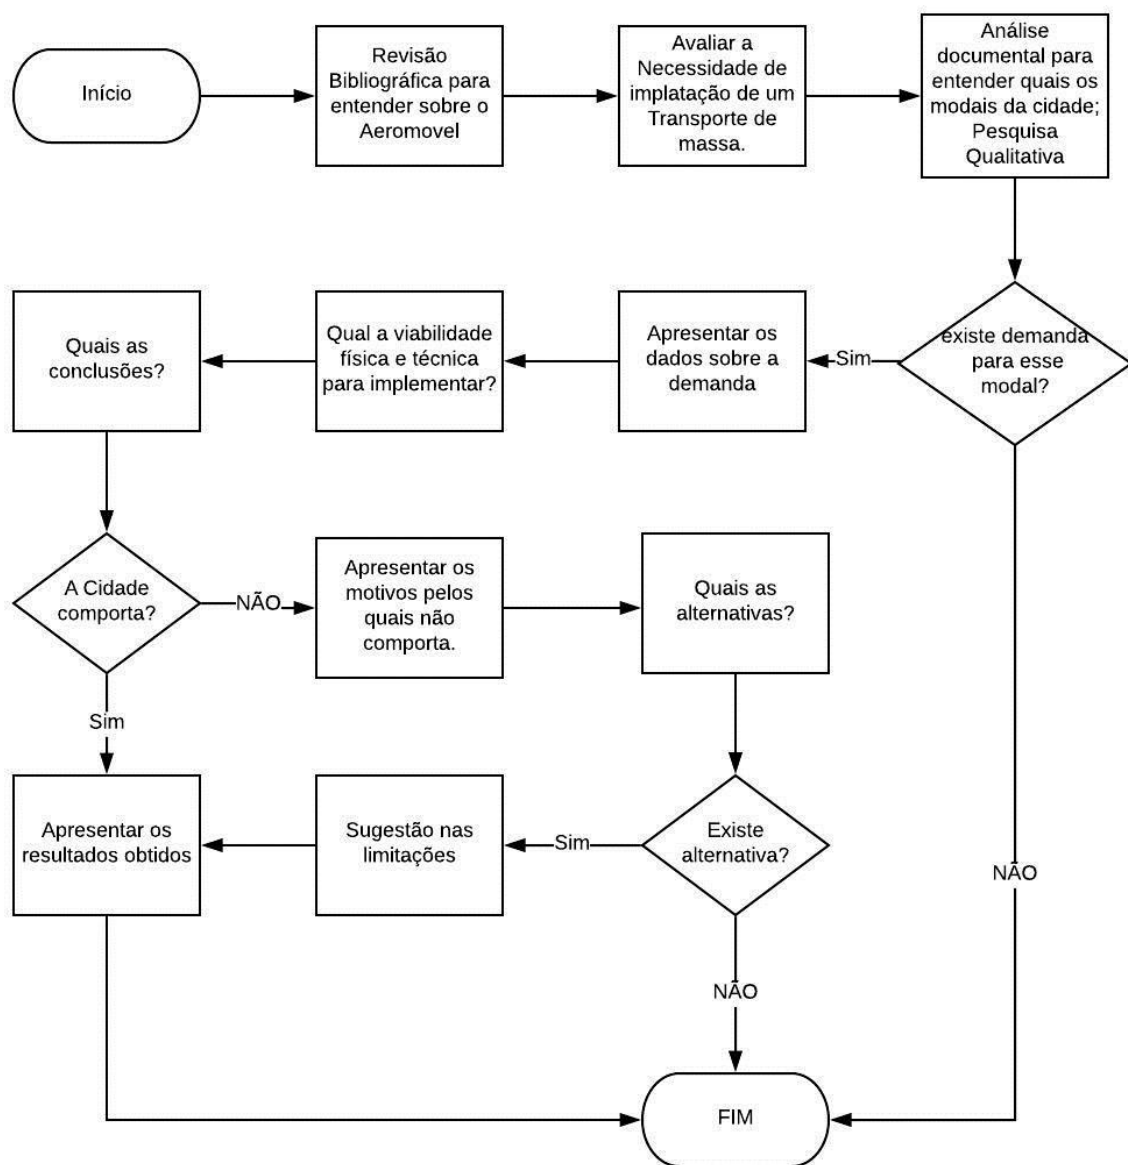 Início
Revisão
Bibliográfica para
entender sobre o
Aeromovel
Avaliar a
Necessidade de
implatação de um
Transporte de
massa.
Análise
documental para
entender quais os
modais da cidade;
Pesquisa
Qualitativa
existe demanda
para esse
modal?
Sim
Apresentar os
dados sobre a
demanda
Qual a viabilidade
física e técnica
para implementar?
Quais as
conclusões?
A Cidade
comporta?
NÃO
Apresentar os
motivos pelos
quais não
comporta.
Quais as
alternativas?
Sim
Existe
alternativa?
Sim
Sugestão nas
limitações
Apresentar os
resultados obtidos
NÃO
NÃO
FIM